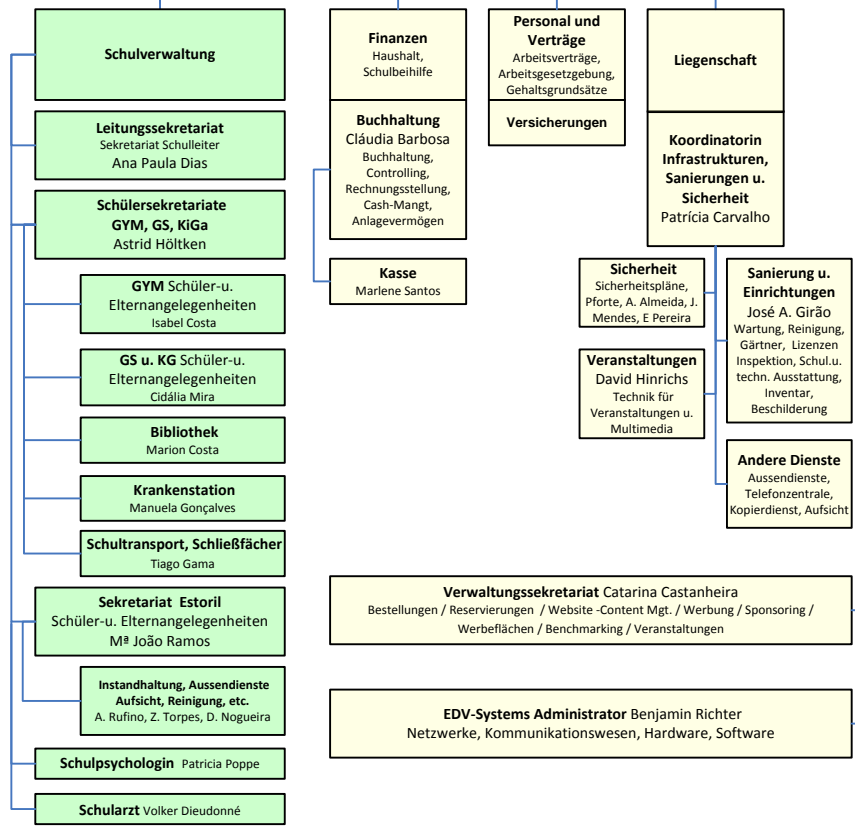 Schulverwaltung
Leitungssekretariat
Sekretariat Schulleiter
Ana Paula Dias
Schülersekretariate
GYM, GS, KiGa
Astrid Höltken
GYM Schüler-u.
Elternangelegenheiten
Isabel Costa
GS u. KG Schüler-u.
Elternangelegenheiten
Cidália Mira
Bibliothek
Marion Costa
Krankenstation
Manuela Gonçalves
Schultransport, Schließfächer
Tiago Gama
Sekretariat Estoril
Schüler-u. Elternangelegenheiten
Mª João Ramos
Instandhaltung, Aussendienste
Aufsicht, Reinigung, etc.
A. Rufino, Z. Torpes, D. Nogueira
Schulpsychologin Patricia Poppe
Schularzt Volker Dieudonné
Finanzen
Haushalt,
Schulbeihilfe
Buchhaltung
Cláudia Barbosa
Buchhaltung,
Controlling,
Rechnungsstellung,
Cash-Mangt,
Anlagevermögen
Kasse
Marlene Santos
Personal und
Verträge
Arbeitsverträge,
Arbeitsgesetzgebung,
Gehaltsgrundsätze
Versicherungen
Liegenschaft
Koordinatorin
Infrastrukturen,
Sanierungen u.
Sicherheit
Patrícia Carvalho
Sicherheit
Sicherheitspläne,
Pforte, A. Almeida, J.
Mendes, E Pereira
Veranstaltungen
David Hinrichs
Technik für
Veranstaltungen u.
Multimedia
Sanierung u.
Einrichtungen
José A. Girão
Wartung, Reinigung,
Gärtner, Lizenzen
Inspektion, Schul.u.
techn. Ausstattung,
Inventar,
Beschilderung
Andere Dienste
Aussendienste,
Telefonzentrale,
Kopierdienst, Aufsicht
Verwaltungssekretariat Catarina Castanheira
Bestellungen / Reservierungen / Website -Content Mgt. / Werbung / Sponsoring /
Werbeflächen / Benchmarking / Veranstaltungen
EDV-Systems Administrator Benjamin Richter
Netzwerke, Kommunikationswesen, Hardware, Software